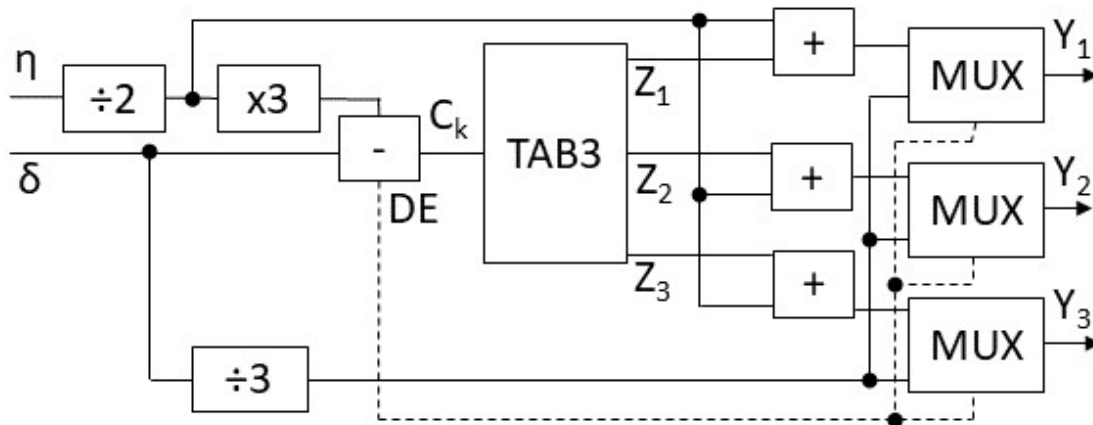 η
÷2
x3
δ
-
DE
C_k
TAB3
Z_1
Z_2
Z_3
+
+
+
MUX
MUX
MUX
Y_1
Y_2
Y_3
÷3